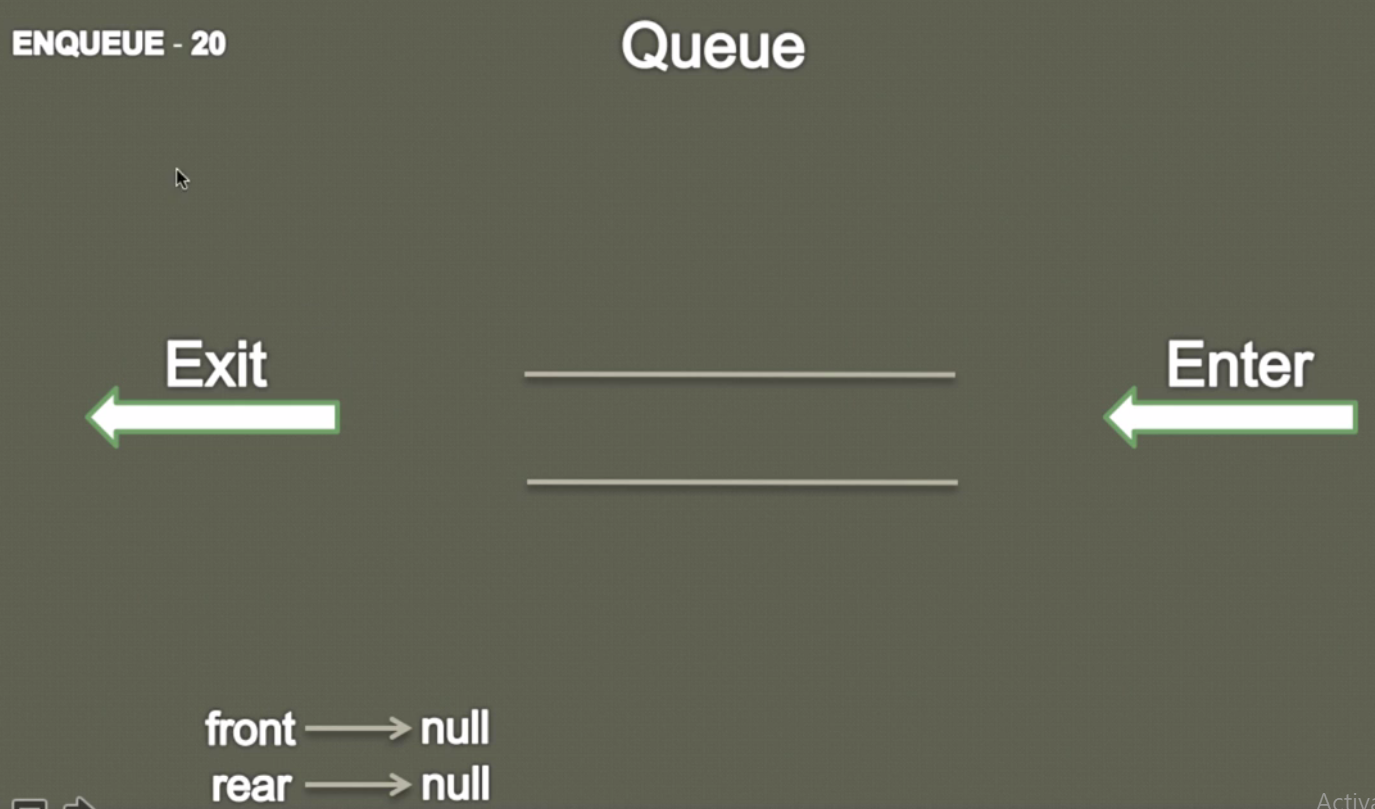 ENQUEUE - 20
Queue
Exit
Enter
front null
rear null